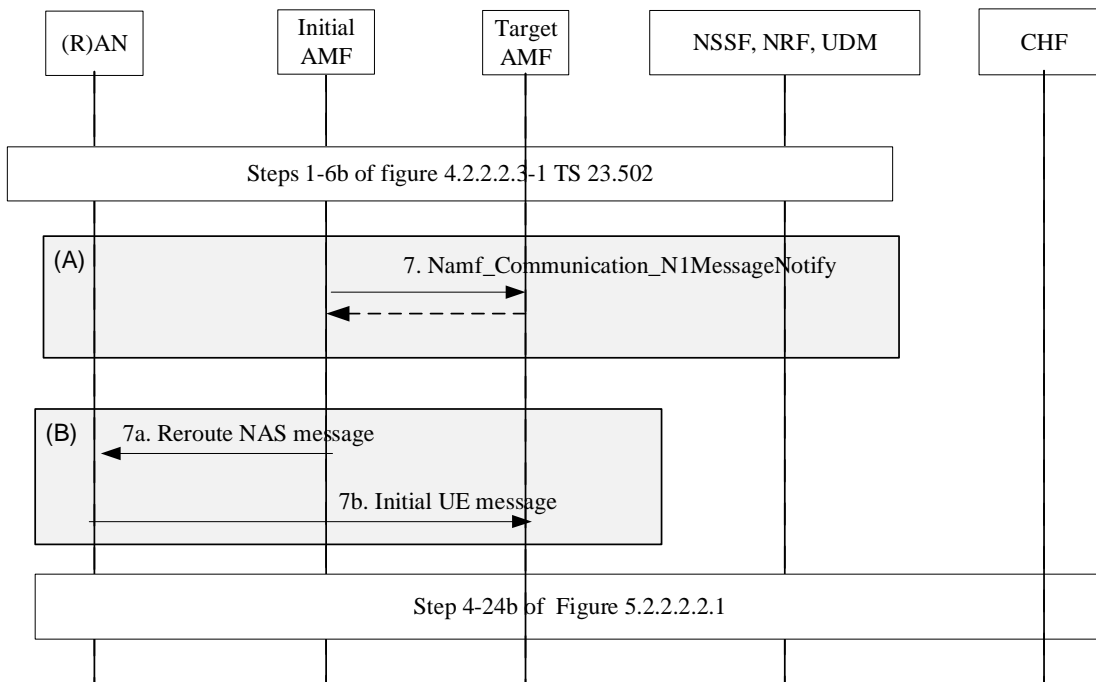 (R)AN
Initial
AMF
Target
AMF
NSSF, NRF, UDM
CHF
Steps 1-6b of figure 4.2.2.2.3-1 TS 23.502
(A)
7. Namf_Communication_N1MessageNotify
(B)
7a. Reroute NAS message
7b. Initial UE message
Step 4-24b of Figure 5.2.2.2.2.1